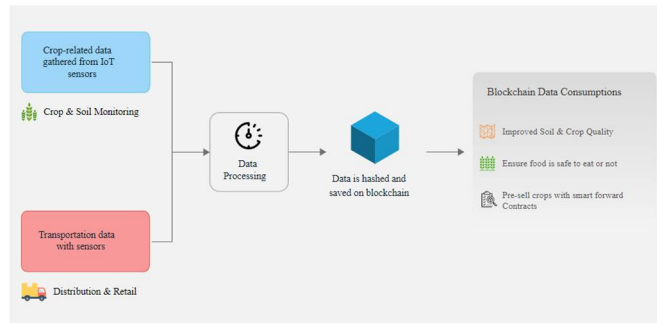 Crop-related data
gathered from IoT
sensors
Crop & Soil Monitoring
Data
Processing
Data is hashed and
saved on blockchain
Blockchain Data Consumptions
Improved Soil & Crop Quality
Ensure food is safe to eat or not
Pre-sell crops with smart forward
Contracts
Transportation data
with sensors
Distribution & Retail